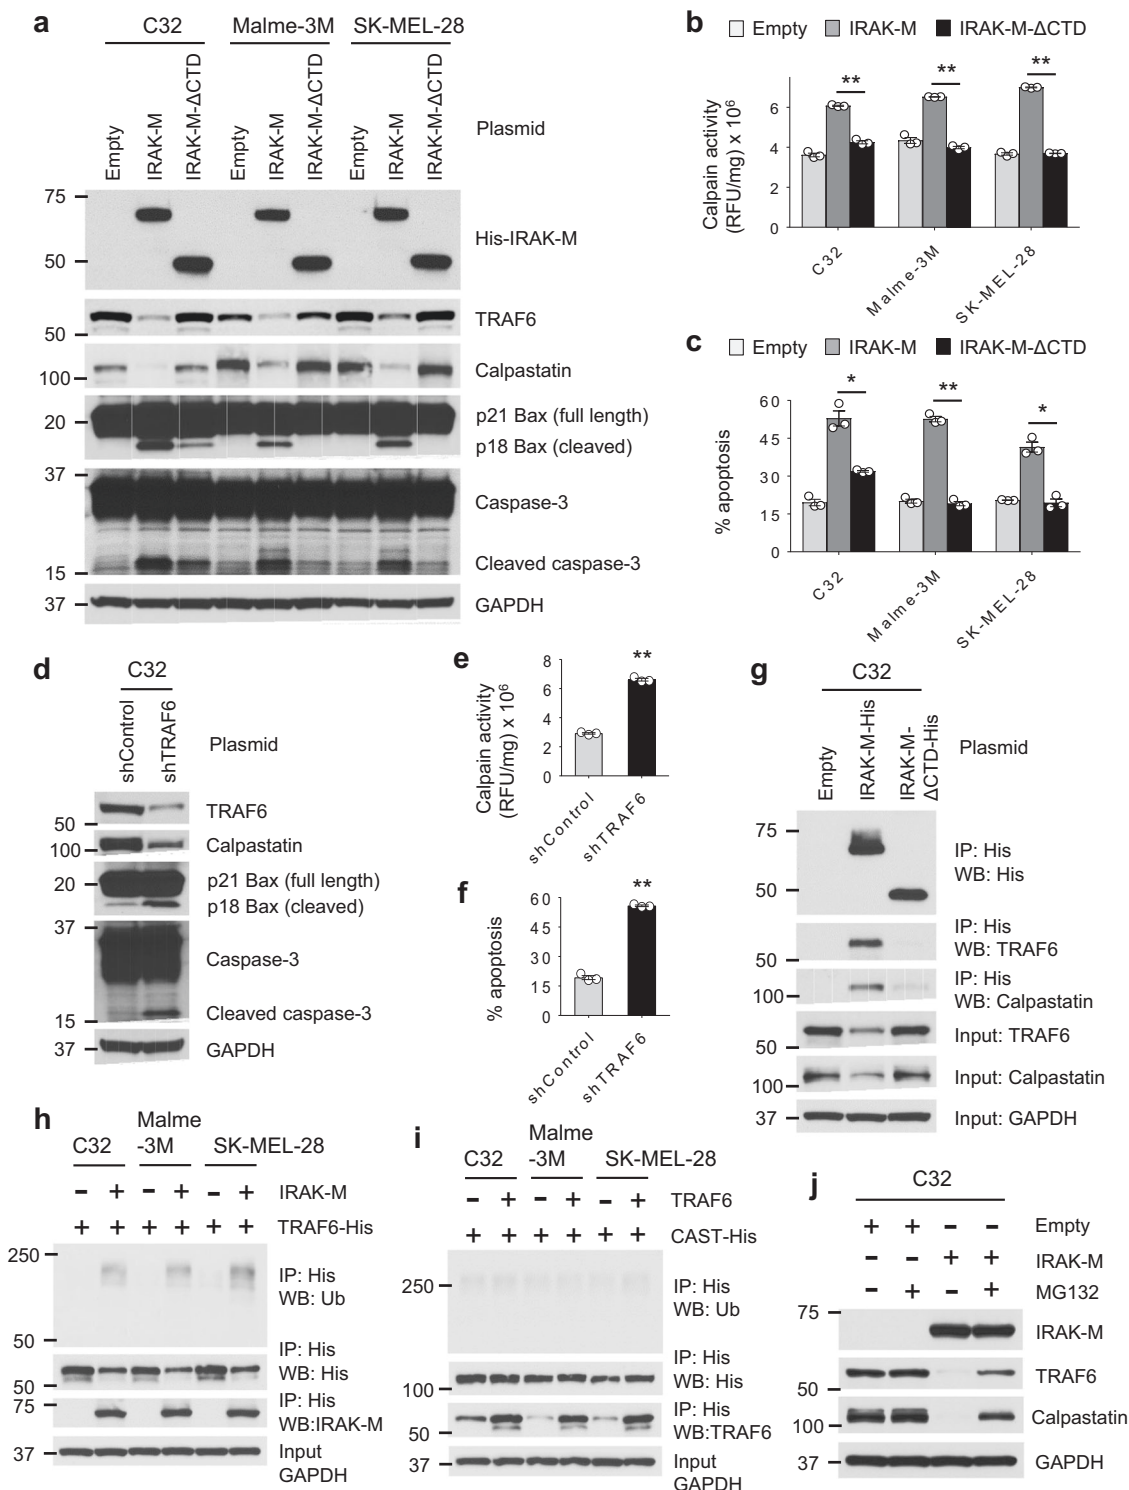 a
C32 Malme-3M SK-MEL-28
Empty IRAK-M IRAK-M-ΔCTD Empty IRAK-M IRAK-M-ΔCTD Empty IRAK-M IRAK-M-ΔCTD Plasmid
75
50
His-IRAK-M
TRAF6
50
Calpastatin
100
20
p21 Bax (full length)
p18 Bax (cleaved)
37
Caspase-3
Cleaved caspase-3
15
37
GAPDH
b
Empty IRAK-M IRAK-M-ΔCTD
Calpain activity
(RFU/mg) x 10⁶
** ** **
6
4
2
0
C32 Malme-3M SK-MEL-28
c
Empty IRAK-M IRAK-M-ΔCTD
% apoptosis
* ** *
60
45
30
15
0
C32 Malme-3M SK-MEL-28
d
C32
shControl shTRAF6 Plasmid
TRAF6
50
Calpastatin
100
20
p21 Bax (full length)
p18 Bax (cleaved)
37
Caspase-3
Cleaved caspase-3
15
37
GAPDH
e
Calpain activity
(RFU/mg) x 10⁶
**
8
6
4
2
0
shControl shTRAF6
f
% apoptosis
**
60
45
30
15
0
shControl shTRAF6
g
C32
Empty IRAK-M-His IRAK-M-
ΔCTD-His
Plasmid
75
50
IP: His
WB: His
IP: His
WB: TRAF6
50
IP: His
WB: Calpastatin
100
Input: TRAF6
50
Input: Calpastatin
100
37
Input: GAPDH
h
C32 Malme
-3M SK-MEL-28
- + - + - + IRAK-M
+ + + + + + TRAF6-His
250
IP: His
WB: Ub
50
IP: His
WB: His
50
75
IP: His
WB:IRAK-M
37
Input
GAPDH
i
C32 Malme
-3M SK-MEL-28
- + - + - + TRAF6
+ + + + + + CAST-His
250
IP: His
WB: Ub
IP: His
WB: His
100
IP: His
WB:TRAF6
50
37
Input
GAPDH
j
C32
+ + - - Empty
- - + + IRAK-M
- + - + MG132
75
IRAK-M
TRAF6
50
Calpastatin
100
37
GAPDH